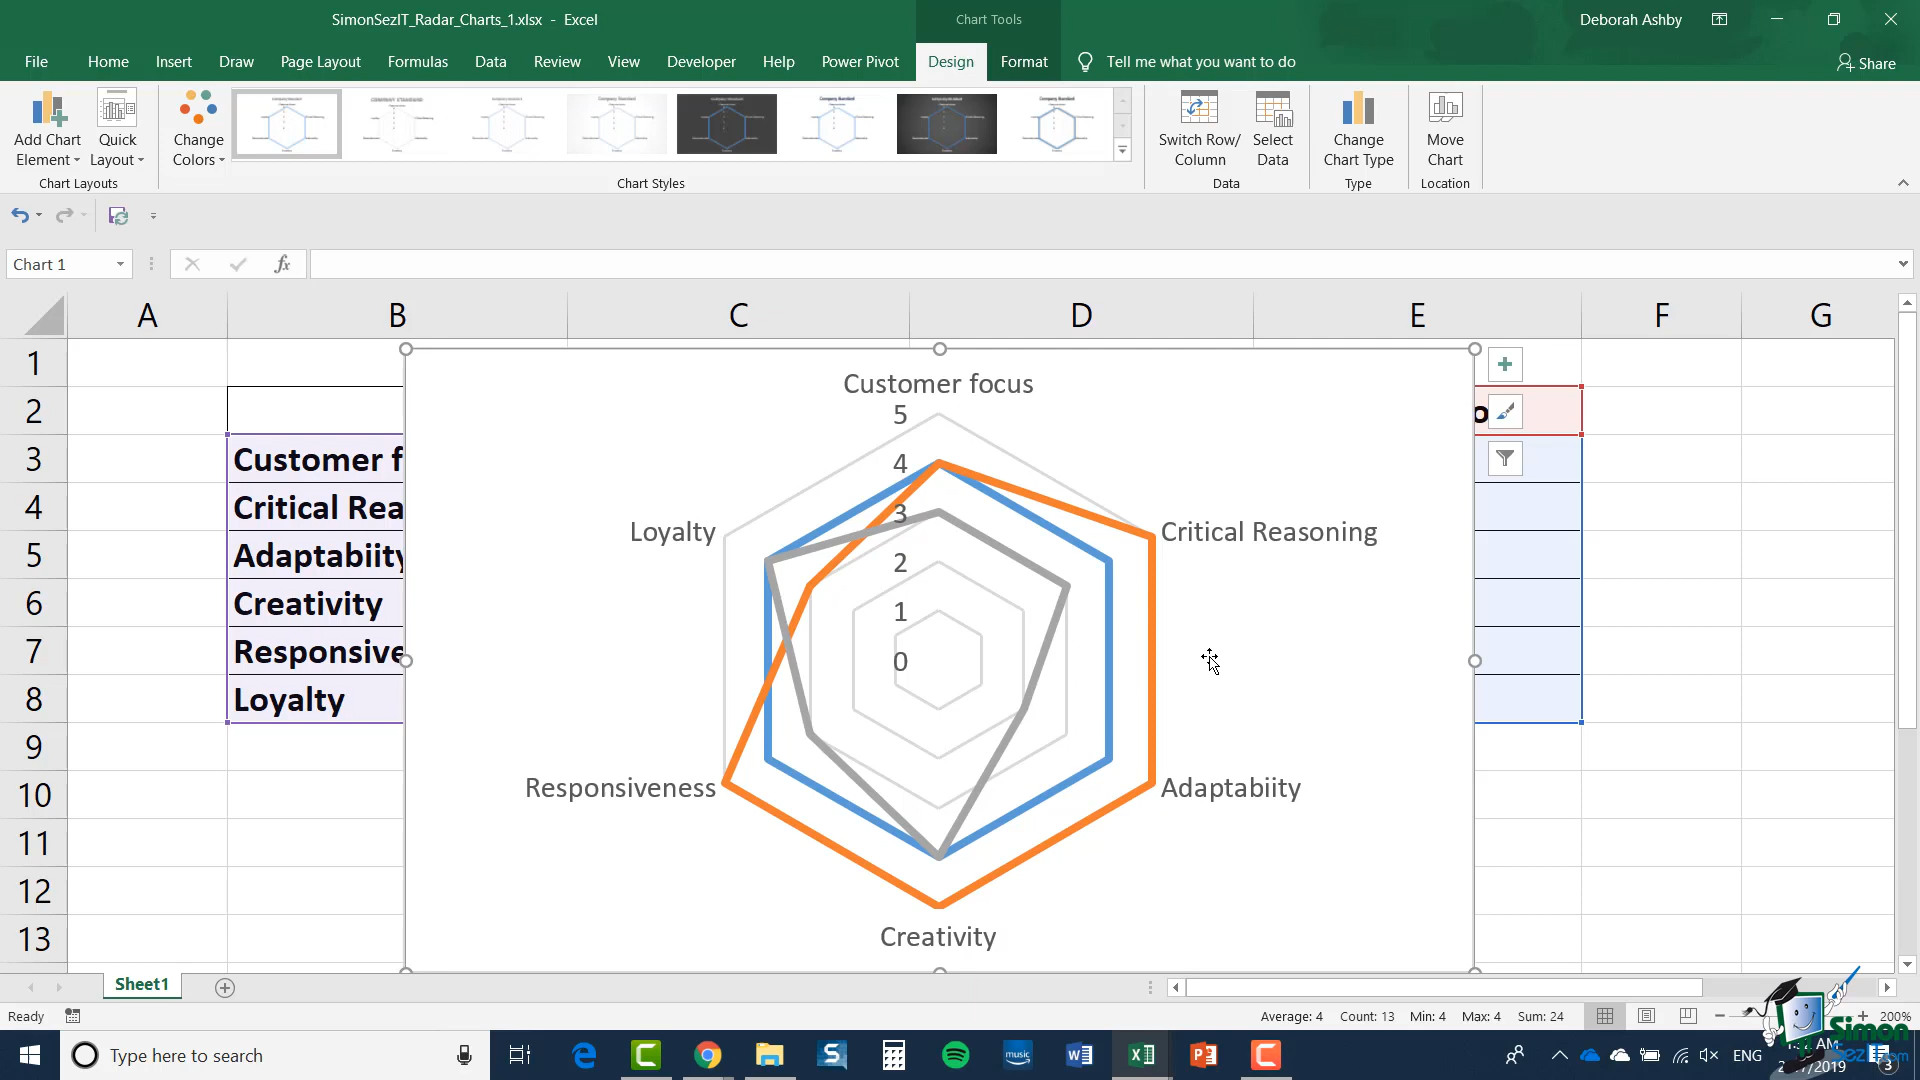 SimonSezIT_Radar_Charts_1.xlsx - Excel
Chart Tools
Deborah Ashby
File Home Insert Draw Page Layout Formulas Data Review View Developer Help Power Pivot Design Format Tell me what you want to do
Share
Add Chart Element
Quick Layout
Change Colors
Switch Row/ Column
Select Data
Change Chart Type
Move Chart
Chart Layouts
Chart Styles
Data
Type
Location
Chart 1
fx
A B C D E F G
1
2
3 Customer f
4 Critical Rea
5 Adaptabiity
6 Creativity
7 Responsive
8 Loyalty
9
10
11
12
13
Customer focus
5
4
3
2
1
0
Loyalty
Critical Reasoning
Responsiveness
Adaptabiity
Creativity
Sheet1
Ready
Average: 4 Count: 13 Min: 4 Max: 4 Sum: 24
200%
Type here to search
music
ENG
3
Simon
SezIT.com